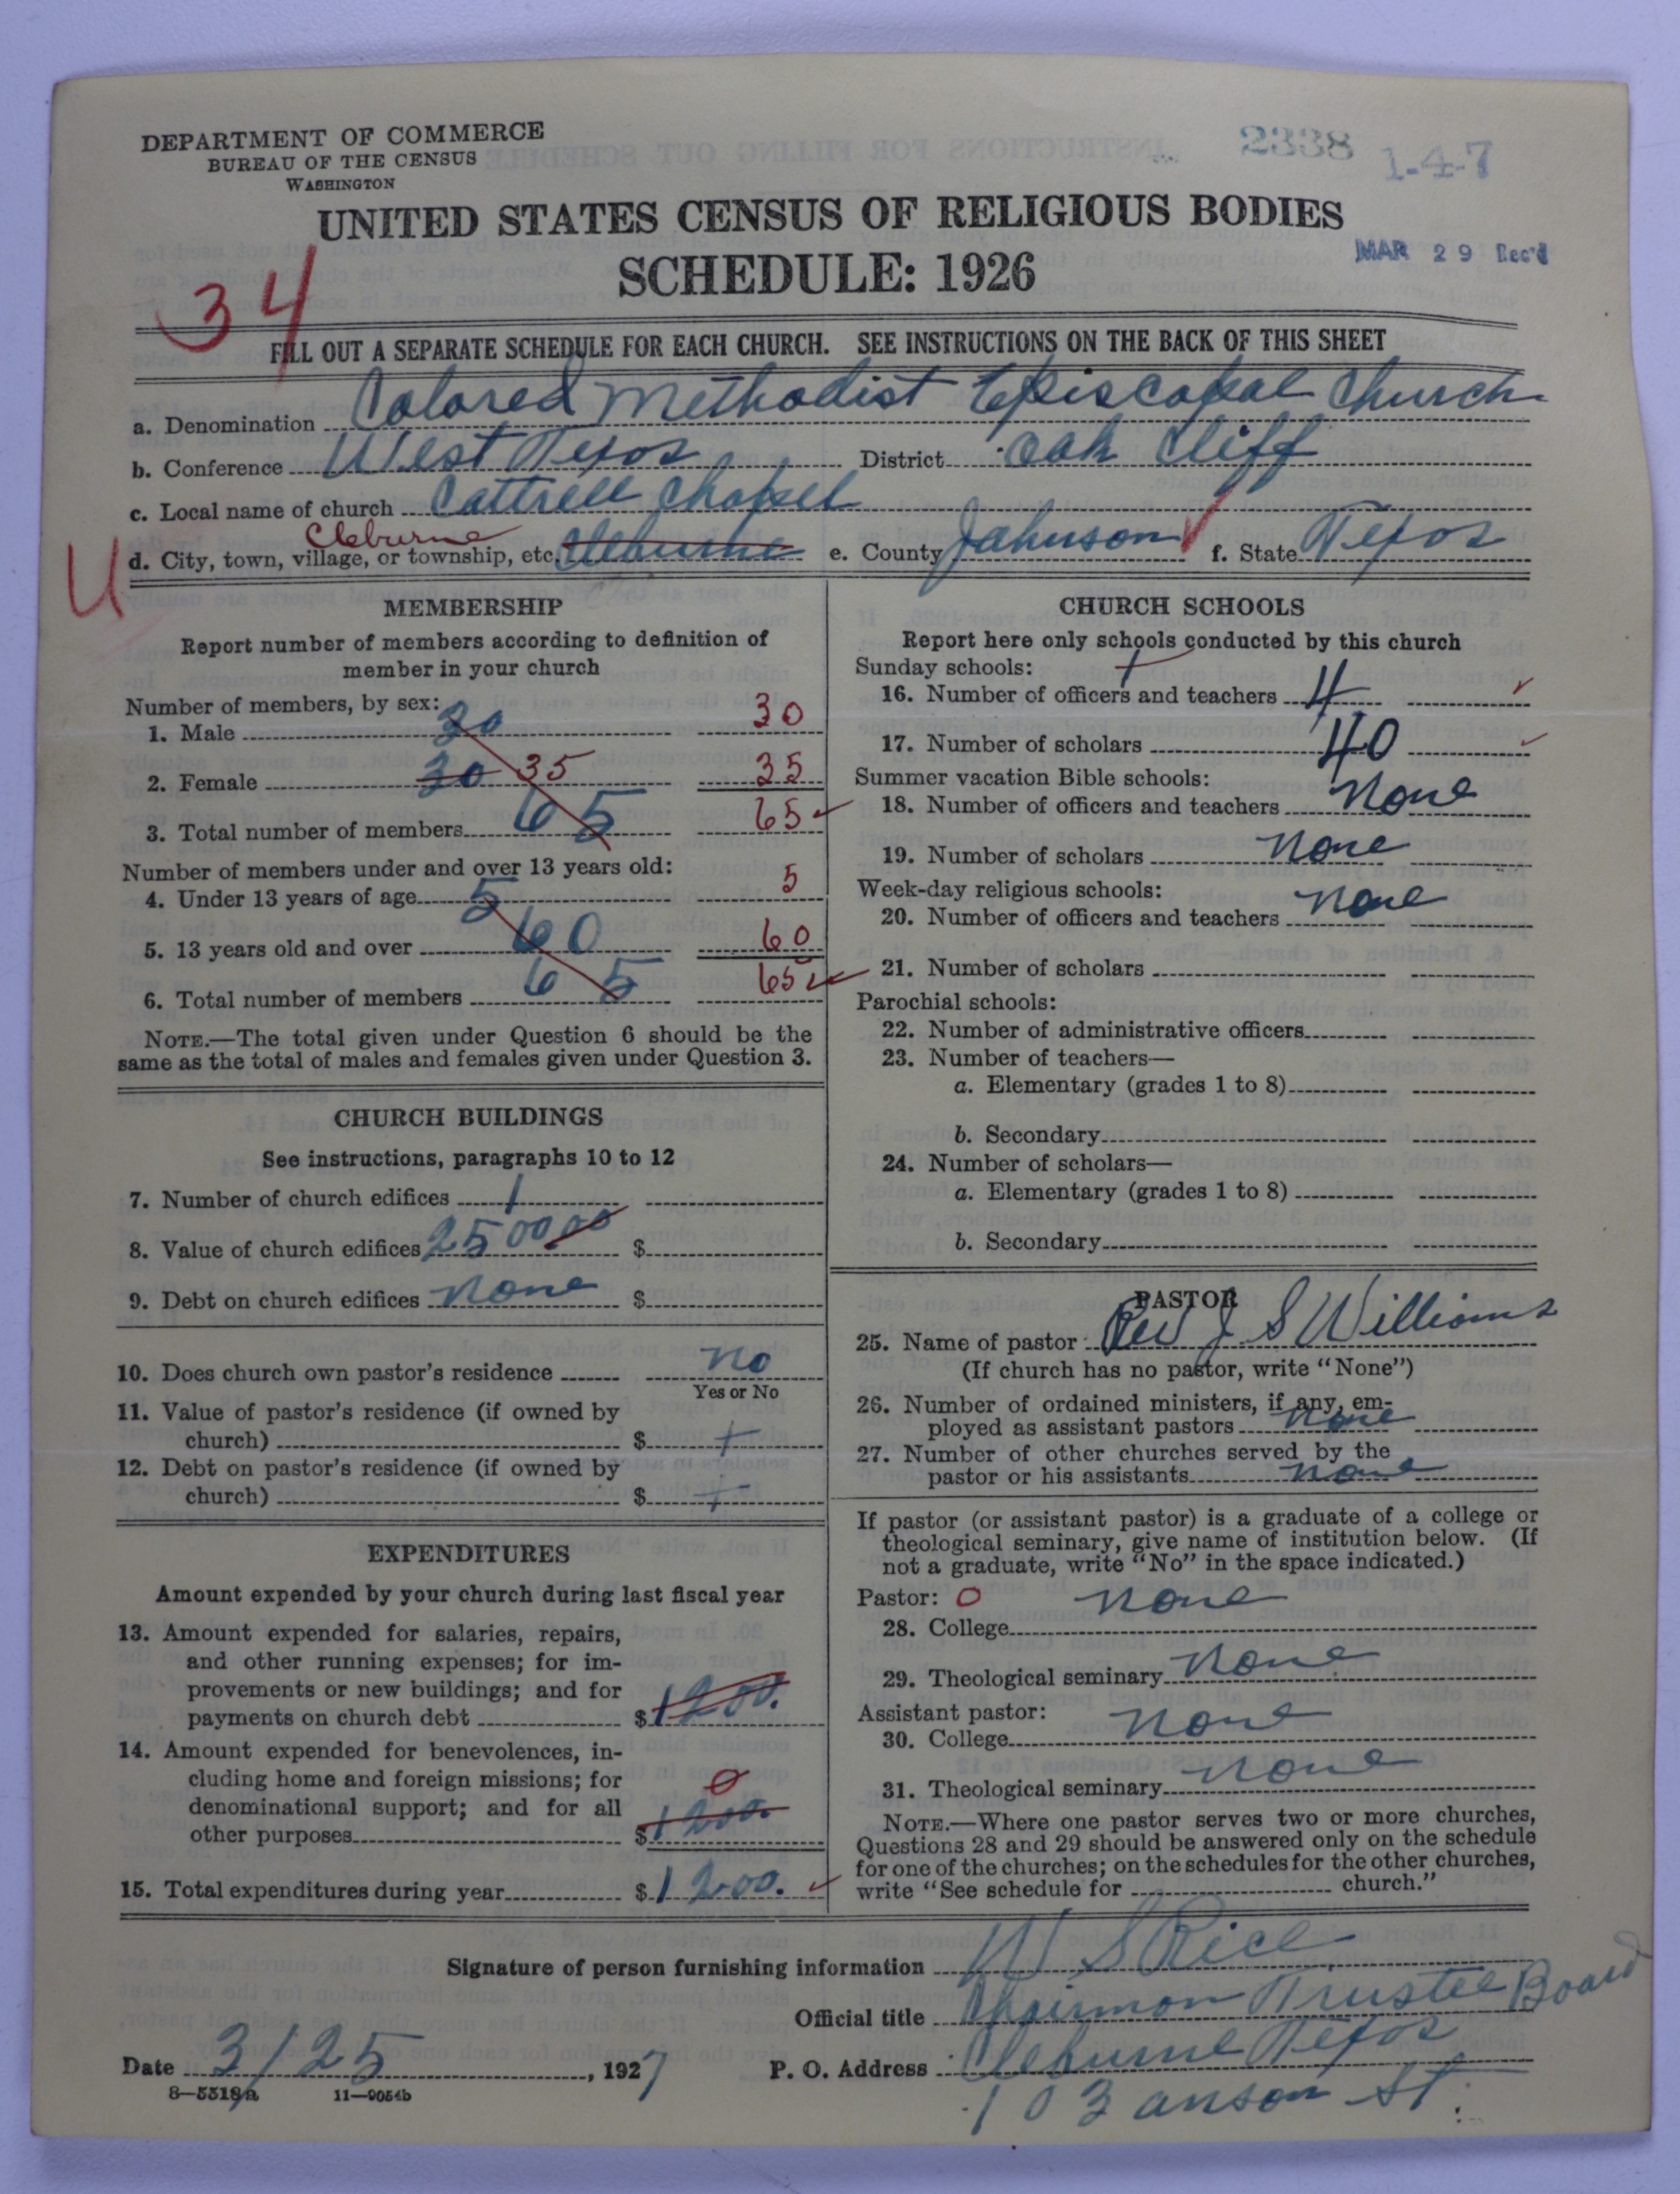 DEPARTMENT OF COMMERCE
BUREAU OF THE CENSUS
WASHINGTON
2338 1-4-7
UNITED STATES CENSUS OF RELIGIOUS BODIES
SCHEDULE: 1926
MAR 29 Rec'd
34
FILL OUT A SEPARATE SCHEDULE FOR EACH CHURCH. SEE INSTRUCTIONS ON THE BACK OF THIS SHEET
a. Denomination Colored Methodist Episcopal Church
b. Conference West Texas District Oak Cliff
c. Local name of church Cattrell Chapel
Cleburne
U
d. City, town, village, or township, etc. Cleburne e. County Johnson f. State Texas
MEMBERSHIP
Report number of members according to definition of
member in your church
Number of members, by sex:
1. Male 30 30
2. Female 30 35 35
3. Total number of members 65 65
Number of members under and over 13 years old:
4. Under 13 years of age 5 5
5. 13 years old and over 60 60
6. Total number of members 65 65
NOTE.—The total given under Question 6 should be the
same as the total of males and females given under Question 3.
CHURCH BUILDINGS
See instructions, paragraphs 10 to 12
7. Number of church edifices 1
8. Value of church edifices 2500.00 $
9. Debt on church edifices None $
10. Does church own pastor's residence No
Yes or No
11. Value of pastor's residence (if owned by
church) $ +
12. Debt on pastor's residence (if owned by
church) $ +
EXPENDITURES
Amount expended by your church during last fiscal year
13. Amount expended for salaries, repairs,
and other running expenses; for im-
provements or new buildings; and for
payments on church debt $1200.
14. Amount expended for benevolences, in-
cluding home and foreign missions; for
denominational support; and for all 0
other purposes $1200.
15. Total expenditures during year $1200.
CHURCH SCHOOLS
Report here only schools conducted by this church
Sunday schools: +
16. Number of officers and teachers 4
17. Number of scholars 40
Summer vacation Bible schools:
18. Number of officers and teachers None
19. Number of scholars None
Week-day religious schools:
20. Number of officers and teachers None
21. Number of scholars
Parochial schools:
22. Number of administrative officers
23. Number of teachers—
a. Elementary (grades 1 to 8)
b. Secondary
24. Number of scholars—
a. Elementary (grades 1 to 8)
b. Secondary
PASTOR
25. Name of pastor Rev J S Williams
(If church has no pastor, write "None")
26. Number of ordained ministers, if any, em-
ployed as assistant pastors None
27. Number of other churches served by the
pastor or his assistants None
If pastor (or assistant pastor) is a graduate of a college or
theological seminary, give name of institution below. (If
not a graduate, write "No" in the space indicated.)
Pastor: 0 None
28. College
29. Theological seminary None
Assistant pastor:
30. College None
31. Theological seminary None
NOTE.—Where one pastor serves two or more churches,
Questions 28 and 29 should be answered only on the schedule
for one of the churches; on the schedules for the other churches,
write "See schedule for church."
Signature of person furnishing information W S Rice
Official title Chairman Trustee Board
Date 3/25, 1927 P. O. Address Cleburne Texas
8—5518a 11—9054b
103 anson St.